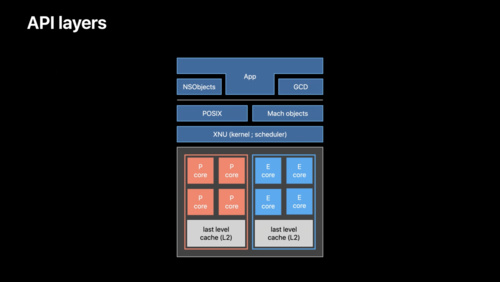 API layers
App
NSObjects
GCD
POSIX
Mach objects
XNU (kernel ; scheduler)
P
core
P
core
E
core
E
core
P
core
P
core
E
core
E
core
last level
cache (L2)
last level
cache (L2)